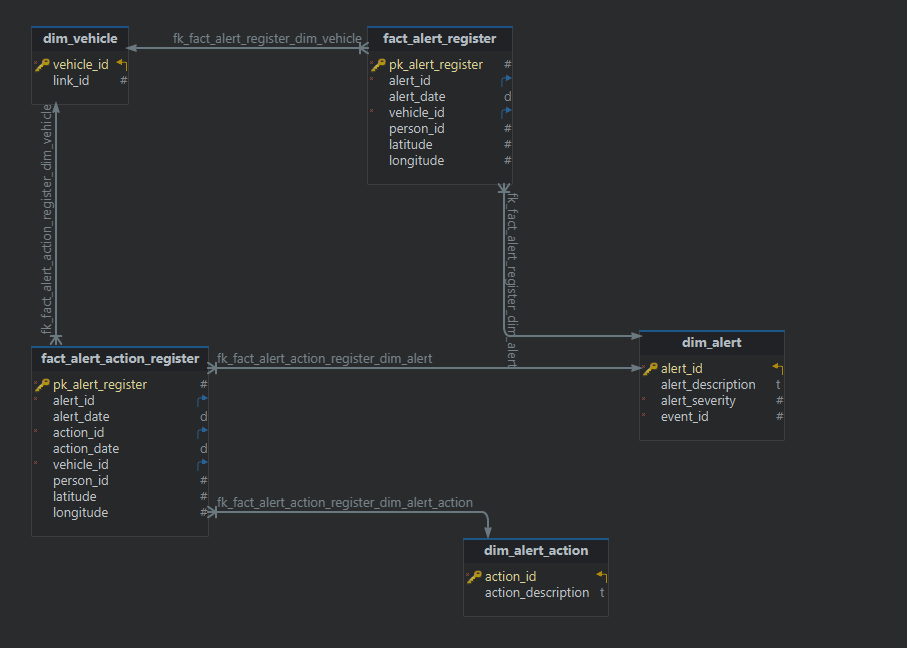 dim_vehicle
vehicle_id
link_id #
fk_fact_alert_register_dim_vehicle
fact_alert_register
pk_alert_register #
alert_id
alert_date d
vehicle_id
person_id #
latitude #
longitude #
fk_fact_alert_action_register_dim_vehicle
fk_fact_alert_register_dim_alert
fact_alert_action_register
pk_alert_register #
alert_id
alert_date d
action_id
action_date d
vehicle_id
person_id #
latitude #
longitude #
fk_fact_alert_action_register_dim_alert
dim_alert
alert_id
alert_description t
alert_severity #
event_id #
fk_fact_alert_action_register_dim_alert_action
dim_alert_action
action_id
action_description t